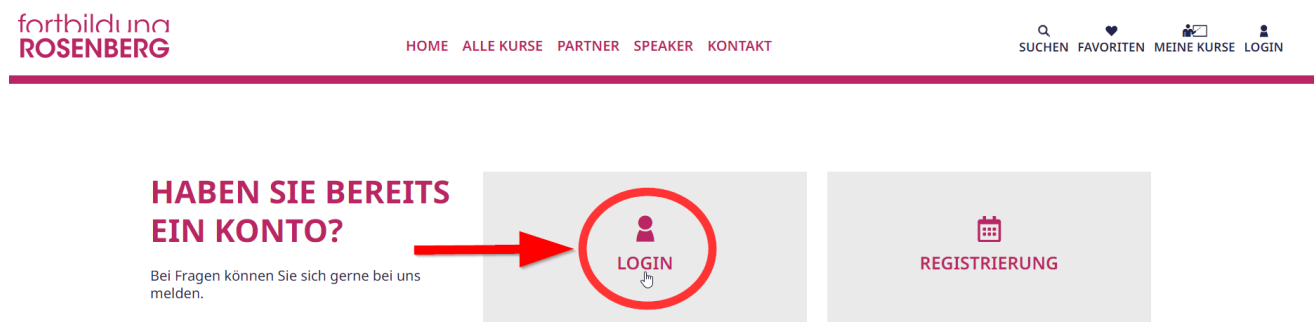 fortbildung
ROSENBERG
HOME ALLE KURSE PARTNER SPEAKER KONTAKT
SUCHEN FAVORITEN MEINE KURSE LOGIN
HABEN SIE BEREITS
EIN KONTO?
Bei Fragen können Sie sich gerne bei uns
melden.
LOGIN
REGISTRIERUNG